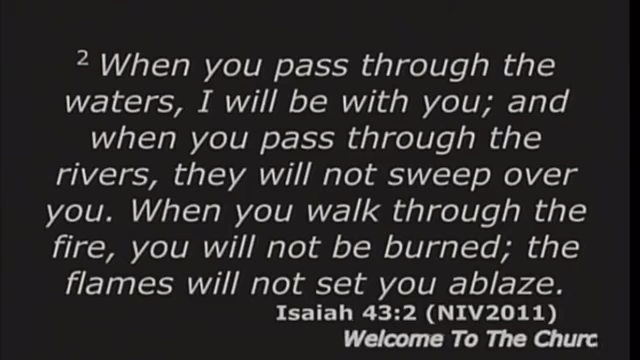 2 When you pass through the
waters, I will be with you; and
when you pass through the
rivers, they will not sweep over
you. When you walk through the
fire, you will not be burned; the
flames will not set you ablaze.
Isaiah 43:2 (NIV2011)
Welcome To The Churc